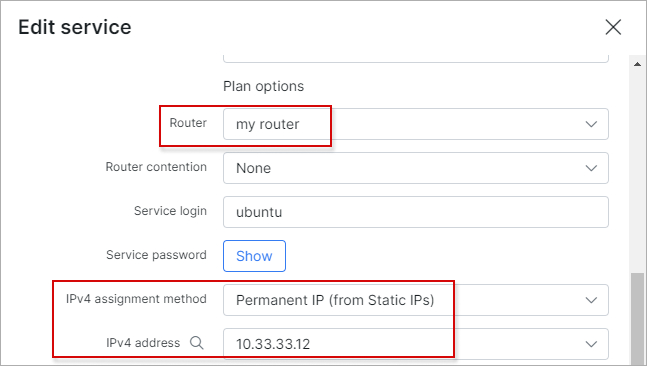 Edit service
Plan options
Router my router
Router contention None
Service login ubuntu
Service password Show
IPv4 assignment method Permanent IP (from Static IPs)
IPv4 address 10.33.33.12